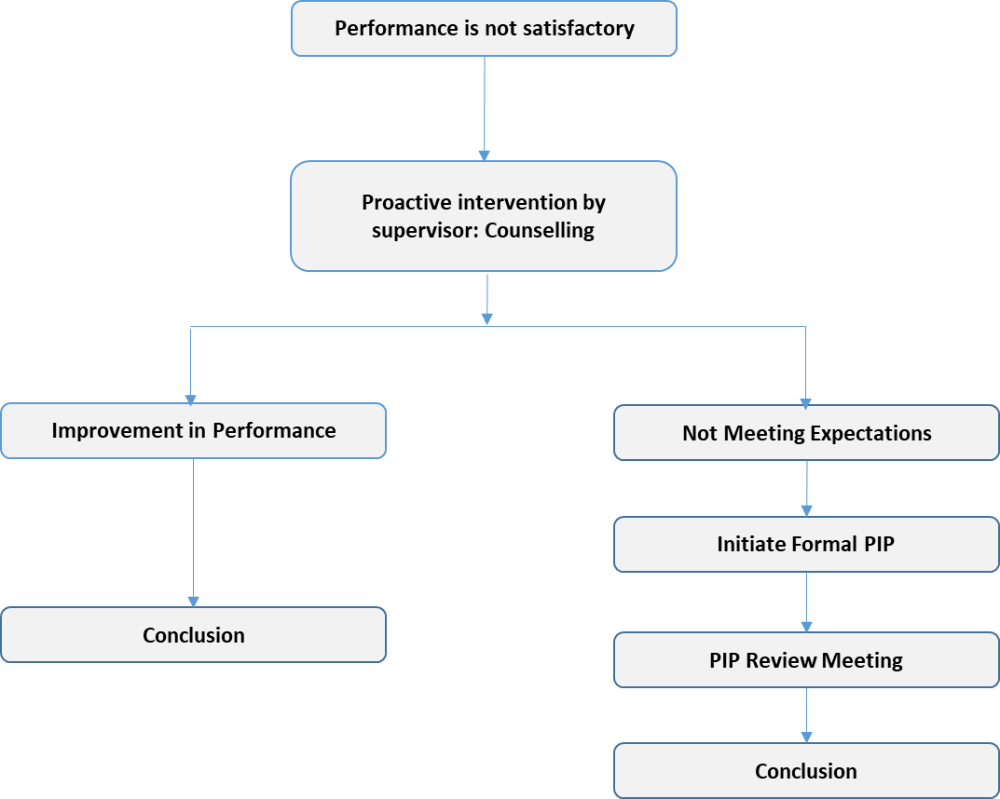 Performance is not satisfactory
Proactive intervention by
supervisor: Counselling
Improvement in Performance
Not Meeting Expectations
Initiate Formal PIP
Conclusion
PIP Review Meeting
Conclusion